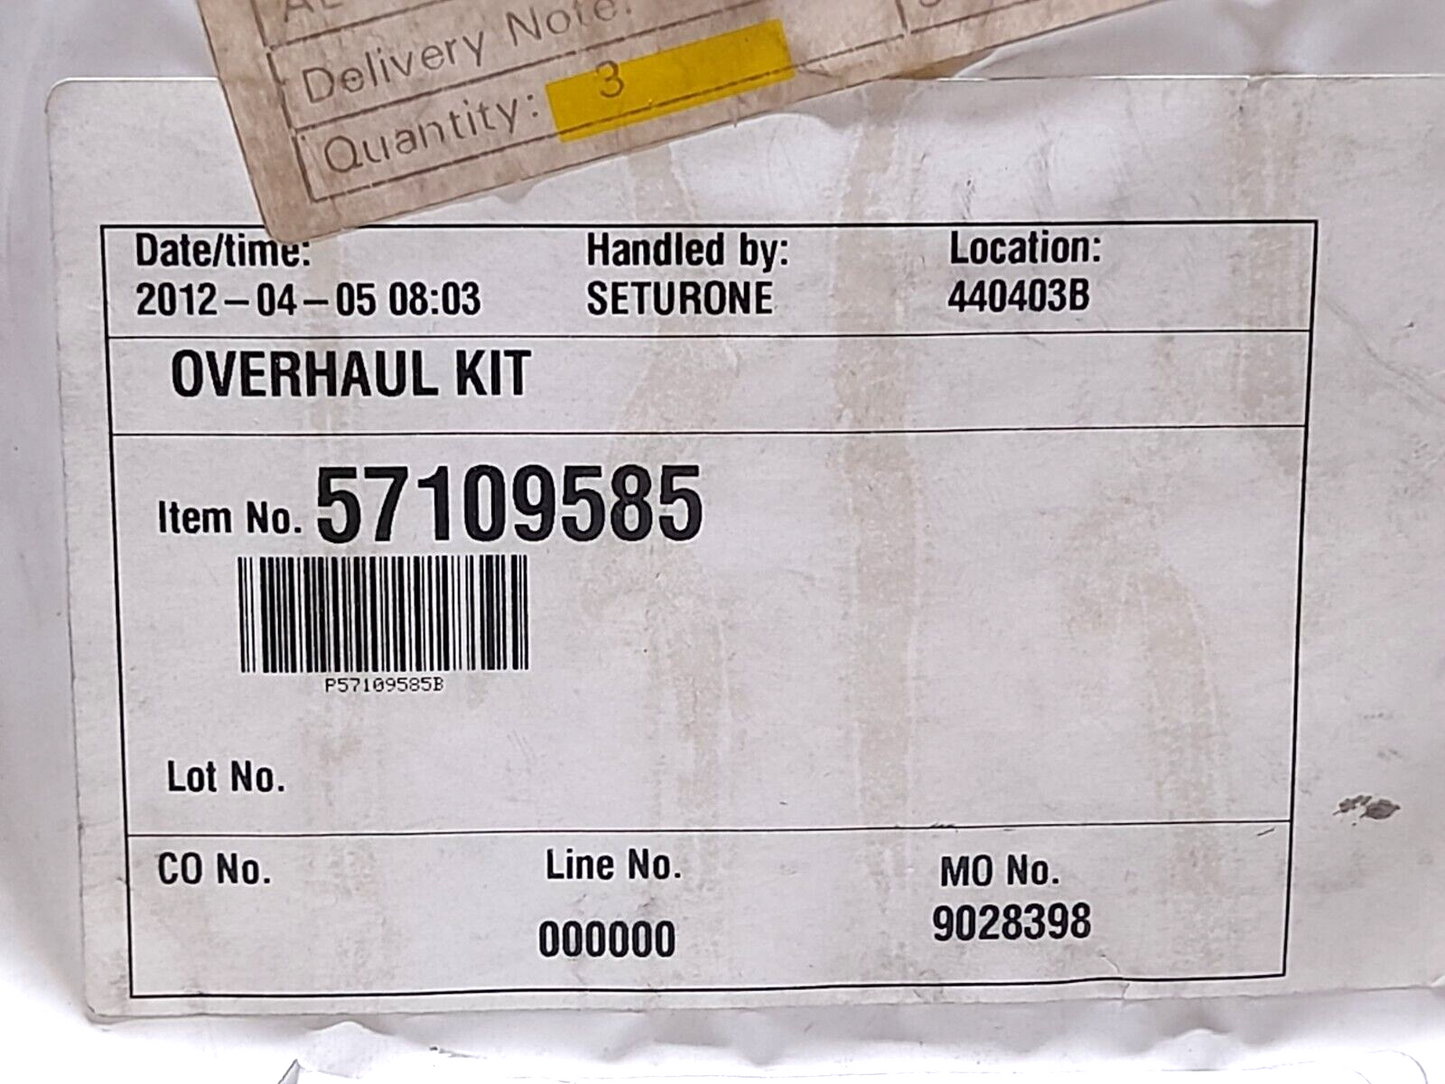 Delivery Note:
Quantity: 3
Date/time: Handled by: Location:
2012-04-05 08:03 SETURONE 440403B
OVERHAUL KIT
Item No. 57109585
P57109585B
Lot No.
CO No. Line No. MO No.
000000 9028398